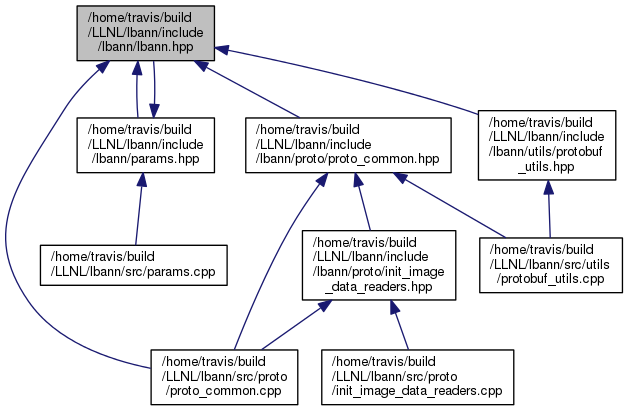 /home/travis/build
/LLNL/lbann/include
/lbann/lbann.hpp
/home/travis/build
/LLNL/lbann/include
/lbann/params.hpp
/home/travis/build
/LLNL/lbann/include
/lbann/proto/proto_common.hpp
/home/travis/build
/LLNL/lbann/include
/lbann/utils/protobuf
_utils.hpp
/home/travis/build
/LLNL/lbann/src/params.cpp
/home/travis/build
/LLNL/lbann/include
/lbann/proto/init_image
_data_readers.hpp
/home/travis/build
/LLNL/lbann/src/utils
/protobuf_utils.cpp
/home/travis/build
/LLNL/lbann/src/proto
/proto_common.cpp
/home/travis/build
/LLNL/lbann/src/proto
/init_image_data_readers.cpp